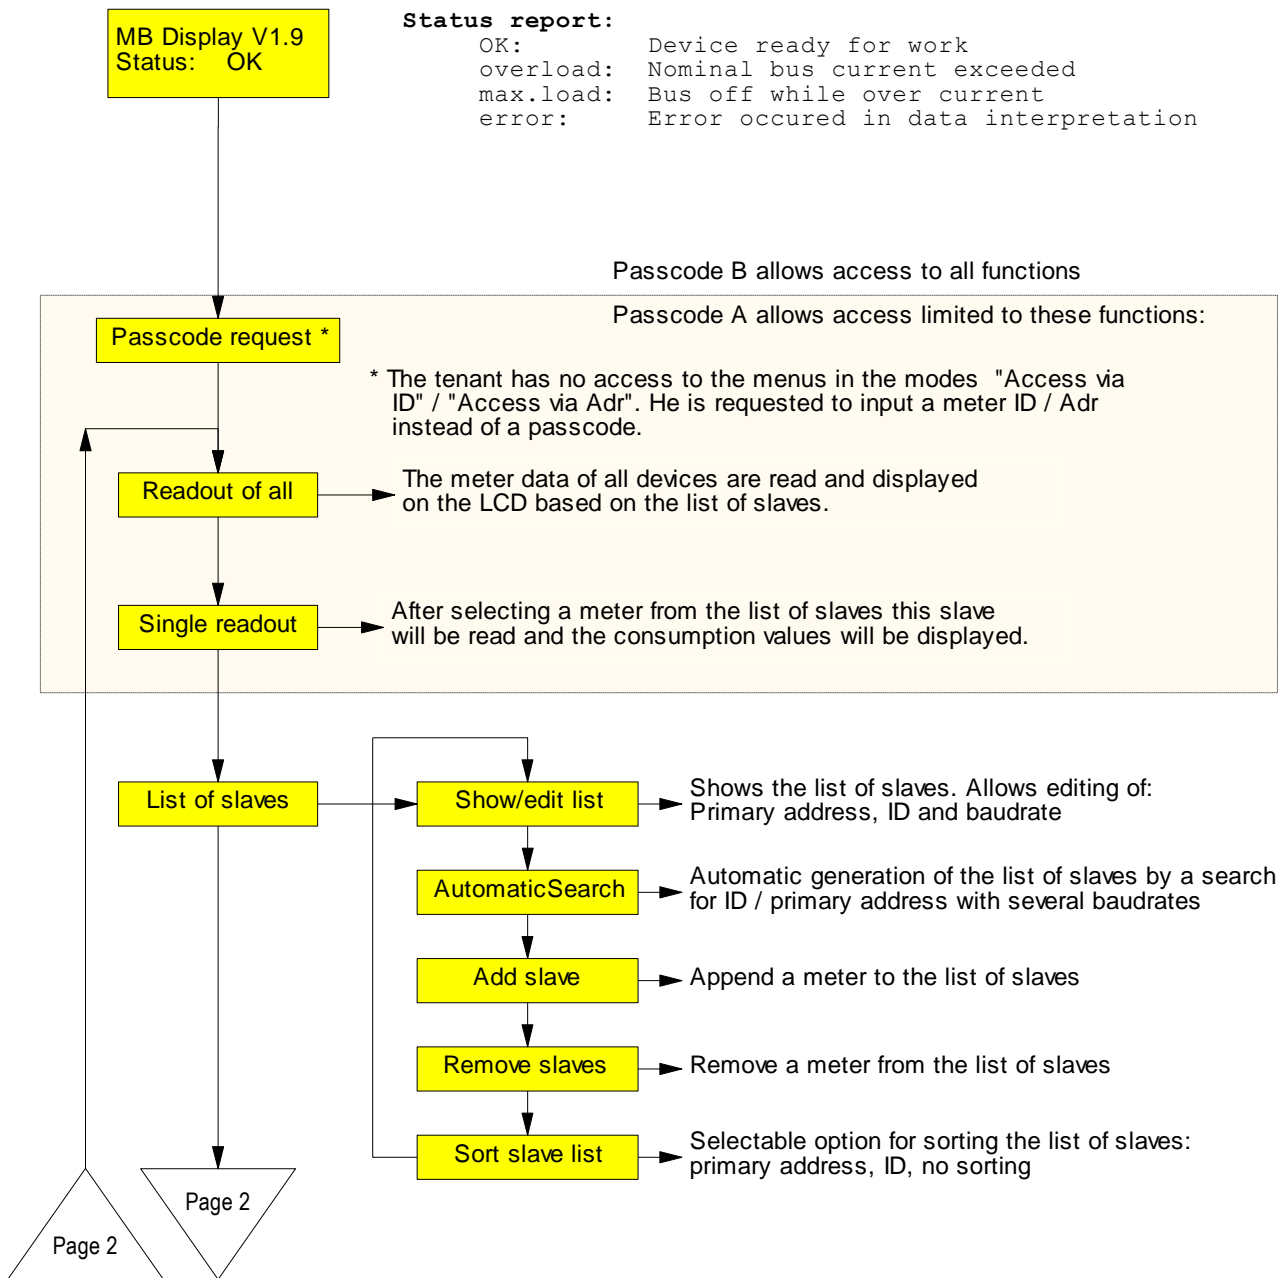 MB Display V1.9
Status: OK
Status report:
OK: Device ready for work
overload: Nominal bus current exceeded
max.load: Bus off while over current
error: Error occured in data interpretation
Passcode B allows access to all functions
Passcode A allows access limited to these functions:
Passcode request *
* The tenant has no access to the menus in the modes "Access via
ID" / "Access via Adr". He is requested to input a meter ID / Adr
instead of a passcode.
Readout of all
The meter data of all devices are read and displayed
on the LCD based on the list of slaves.
Single readout
After selecting a meter from the list of slaves this slave
will be read and the consumption values will be displayed.
List of slaves
Show/edit list
Shows the list of slaves. Allows editing of:
Primary address, ID and baudrate
AutomaticSearch
Automatic generation of the list of slaves by a search
for ID / primary address with several baudrates
Add slave
Append a meter to the list of slaves
Remove slaves
Remove a meter from the list of slaves
Sort slave list
Selectable option for sorting the list of slaves:
primary address, ID, no sorting
Page 2
Page 2